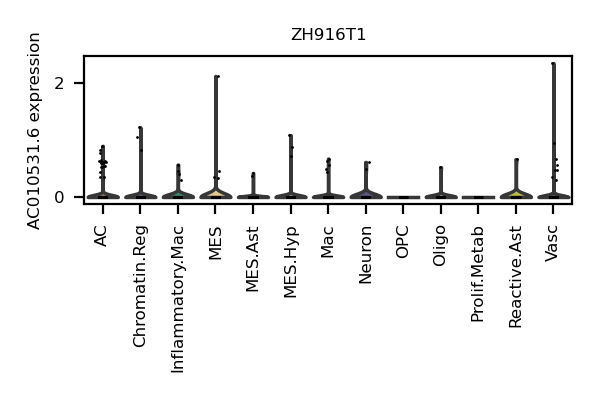 ZH916T1
AC010531.6 expression
2
0
AC
Chromatin.Reg
Inflammatory.Mac
MES
MES.Ast
MES.Hyp
Mac
Neuron
OPC
Oligo
Prolif.Metab
Reactive.Ast
Vasc